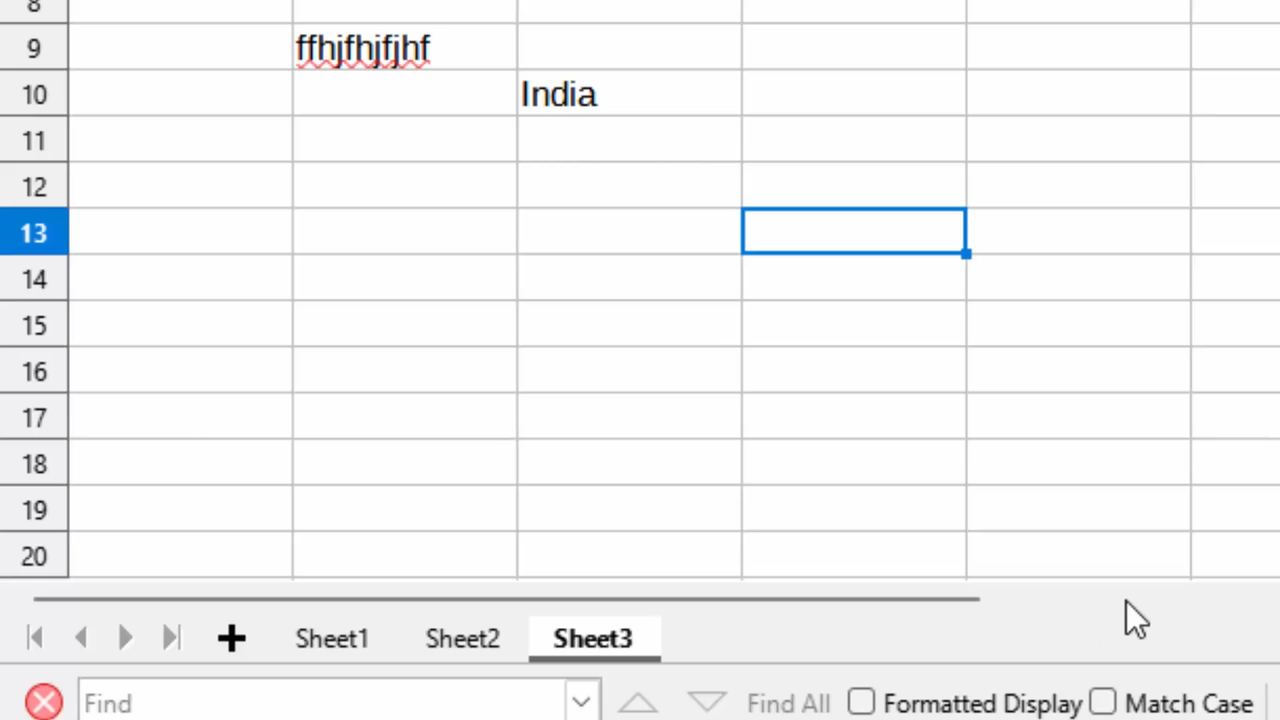 8
9 ffhjfhjfjhf
10 India
11
12
13
14
15
16
17
18
19
20
Sheet1 Sheet2 Sheet3
Find Find All Formatted Display Match Case